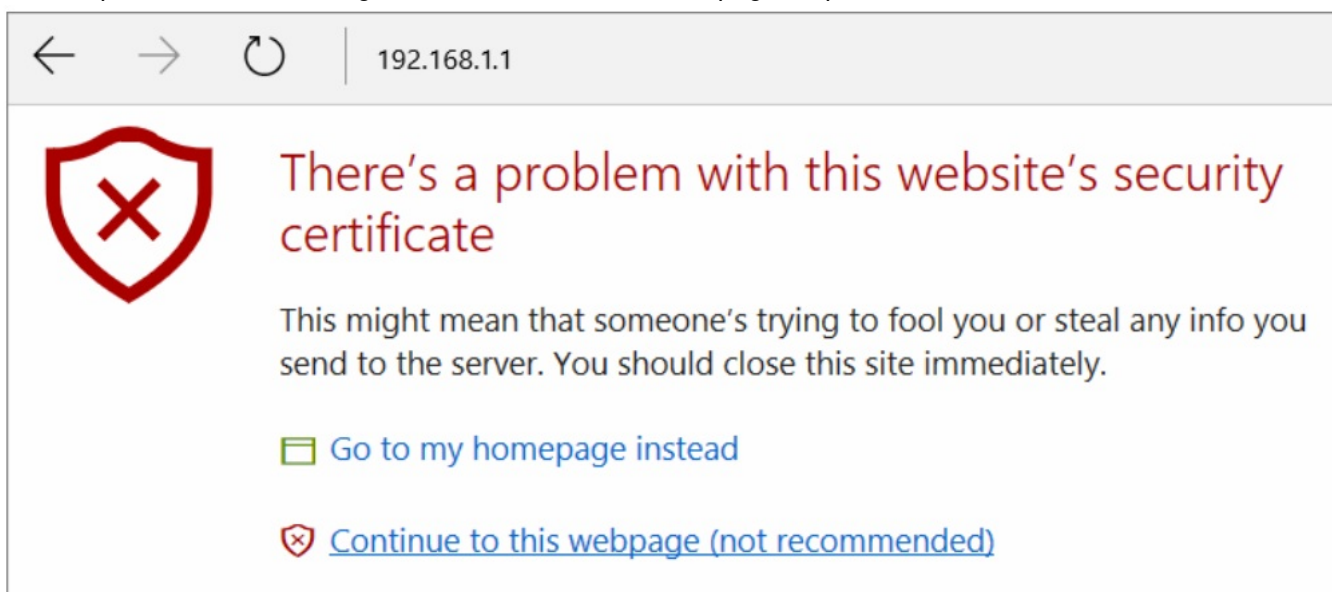 192.168.1.1
There's a problem with this website's security
certificate
This might mean that someone's trying to fool you or steal any info you
send to the server. You should close this site immediately.
Go to my homepage instead
Continue to this webpage (not recommended)